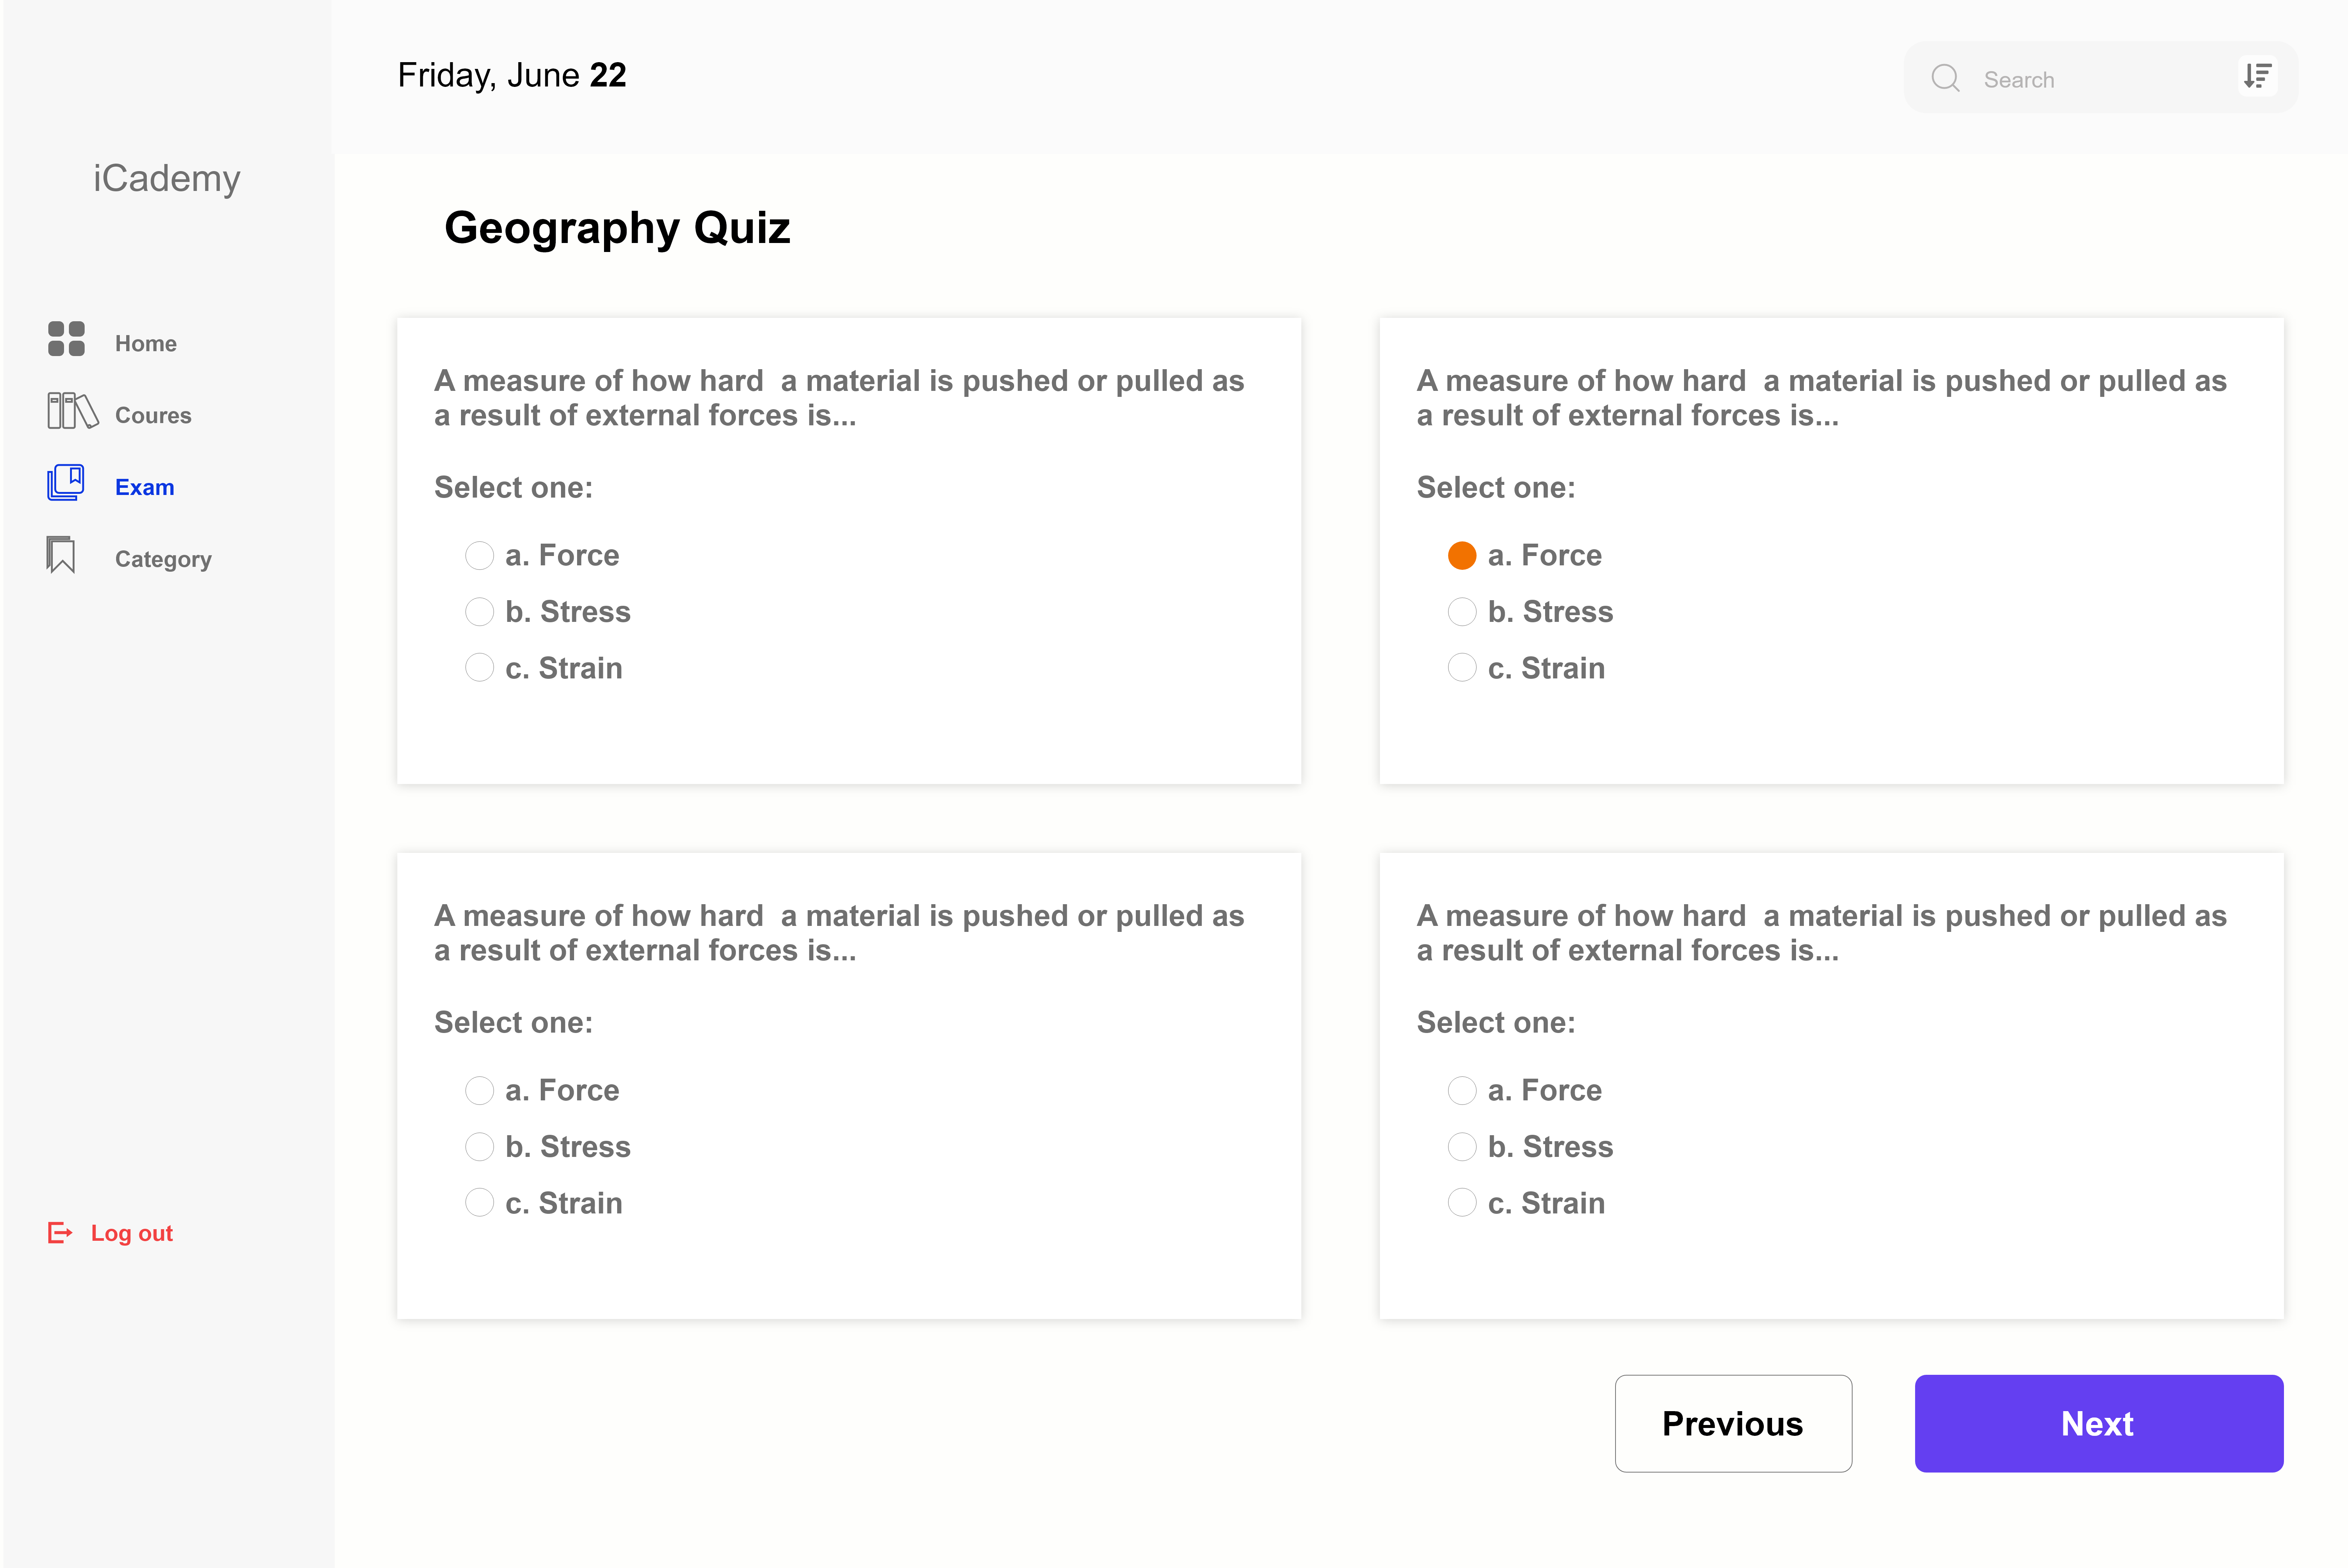 Friday, June 22
Search
iCademy
Home
Coures
Exam
Category
Log out
Geography Quiz
A measure of how hard  a material is pushed or pulled as
a result of external forces is...
Select one:
a. Force
b. Stress
c. Strain
A measure of how hard  a material is pushed or pulled as
a result of external forces is...
Select one:
a. Force
b. Stress
c. Strain
A measure of how hard  a material is pushed or pulled as
a result of external forces is...
Select one:
a. Force
b. Stress
c. Strain
A measure of how hard  a material is pushed or pulled as
a result of external forces is...
Select one:
a. Force
b. Stress
c. Strain
Previous
Next